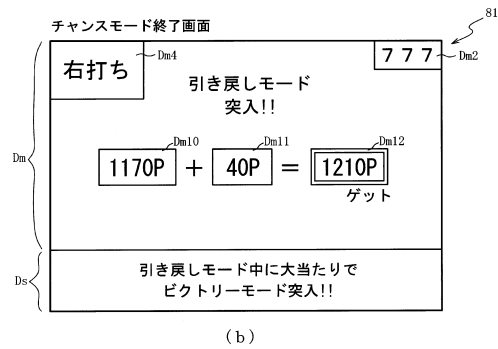 チャンスモード終了画面
81
右打ち
Dm4
7 7 7
Dm2
引き戻しモード
突入!!
Dm
Dm10
Dm11
Dm12
1170P + 40P = 1210P
ゲット
Ds
引き戻しモード中に大当たりで
ビクトリーモード突入!!
(b)